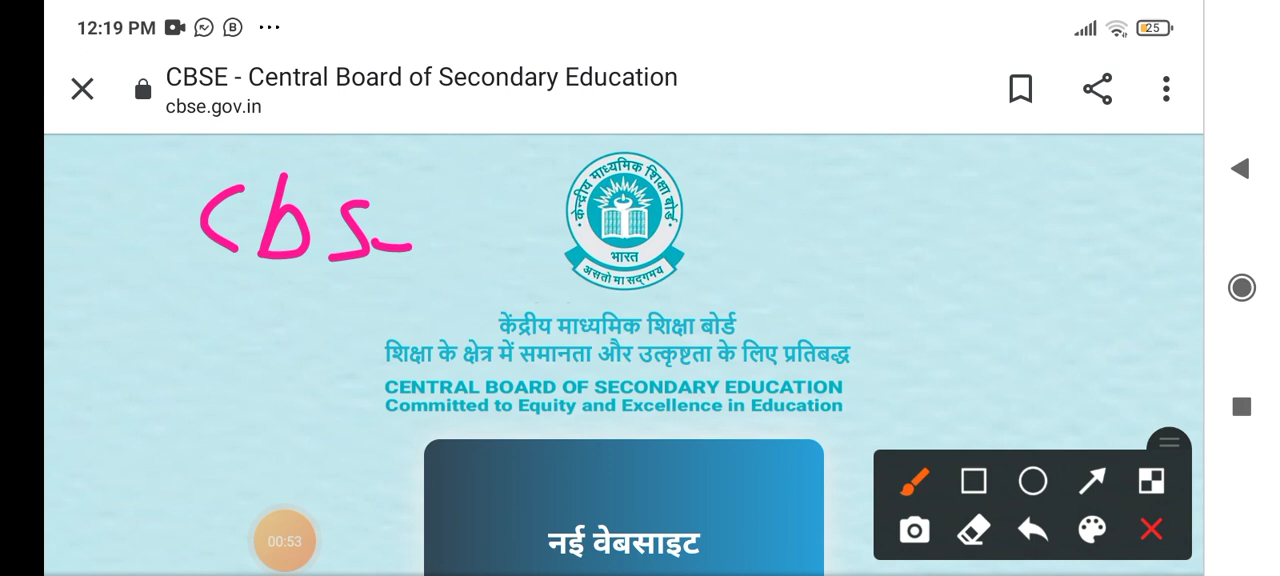 12:19 PM
25
CBSE - Central Board of Secondary Education
cbse.gov.in
cbs
केन्द्रीय माध्यमिक शिक्षा बोर्ड
भारत
असतो मा सद्गमय
केंद्रीय माध्यमिक शिक्षा बोर्ड
शिक्षा के क्षेत्र में समानता और उत्कृष्टता के लिए प्रतिबद्ध
CENTRAL BOARD OF SECONDARY EDUCATION
Committed to Equity and Excellence in Education
नई वेबसाइट
00:53